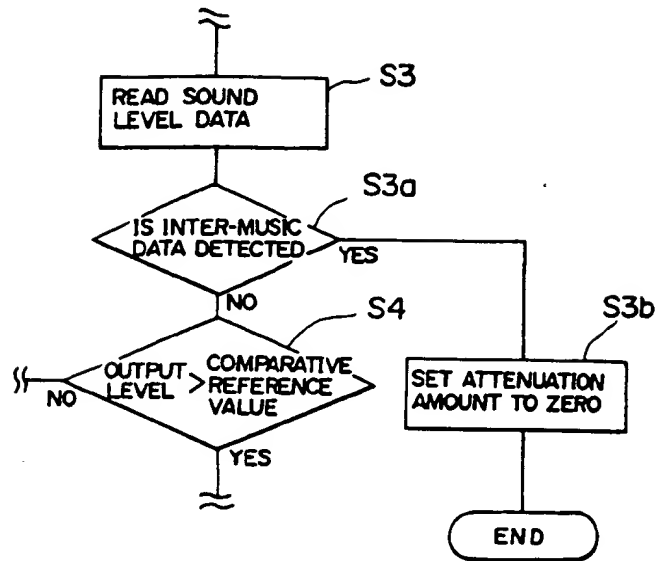 S3
READ SOUND
LEVEL DATA
S3a
IS INTER-MUSIC
DATA DETECTED
YES
NO
S4
S3b
OUTPUT
LEVEL
>
COMPARATIVE
REFERENCE
VALUE
NO
YES
SET ATTENUATION
AMOUNT TO ZERO
END